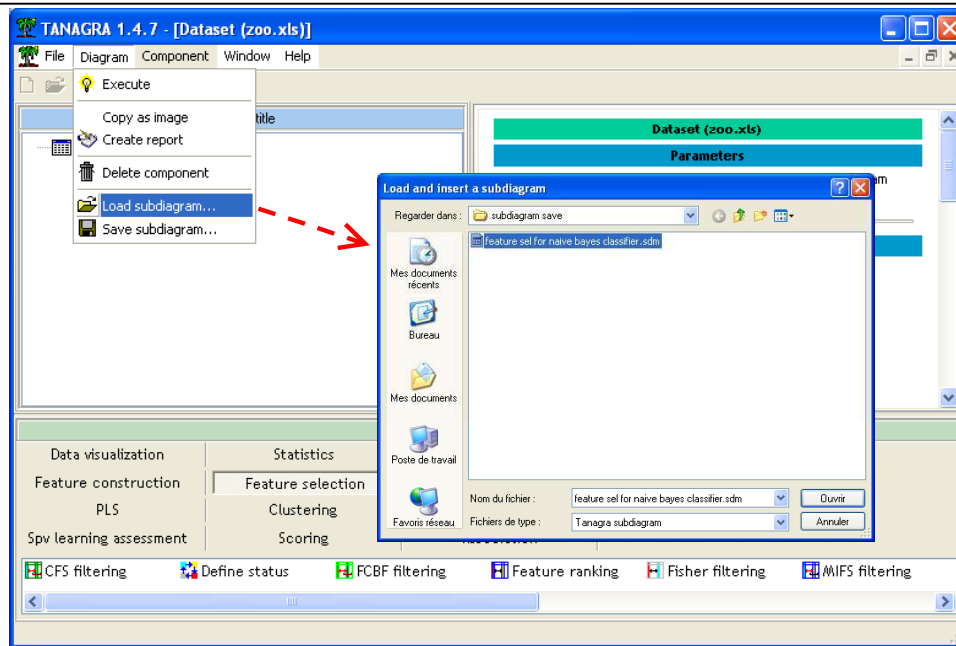 TANAGRA 1.4.7 - [Dataset (zoo.xls)]
File Diagram Component Window Help
Execute
Copy as image
Create report
Delete component
Load subdiagram...
Save subdiagram...
title
Dataset (zoo.xls)
Parameters
am
Load and insert a subdiagram
Regarder dans : subdiagram save
feature sel for naive bayes classifier.sdm
Mes documents
récents
Bureau
Mes documents
Poste de travail
Favoris réseau
Nom du fichier : feature sel for naive bayes classifier.sdm Ouvrir
Fichiers de type : Tanagra subdiagram Annuler
Data visualization Statistics
Feature construction Feature selection
PLS Clustering
Spv learning assessment Scoring
CFS filtering Define status FCBF filtering Feature ranking Fisher filtering MIFS filtering